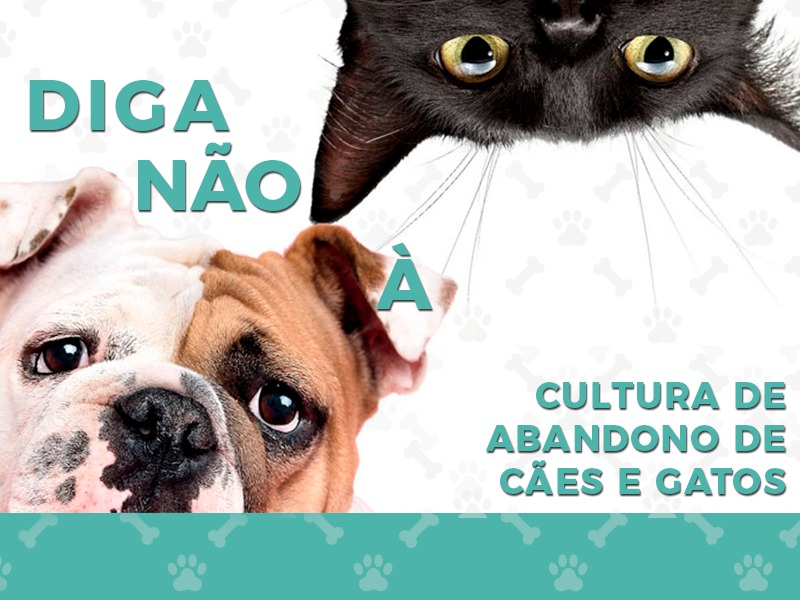 DIGA
NÃO
À
CULTURA DE
ABANDONO DE
CÃES E GATOS